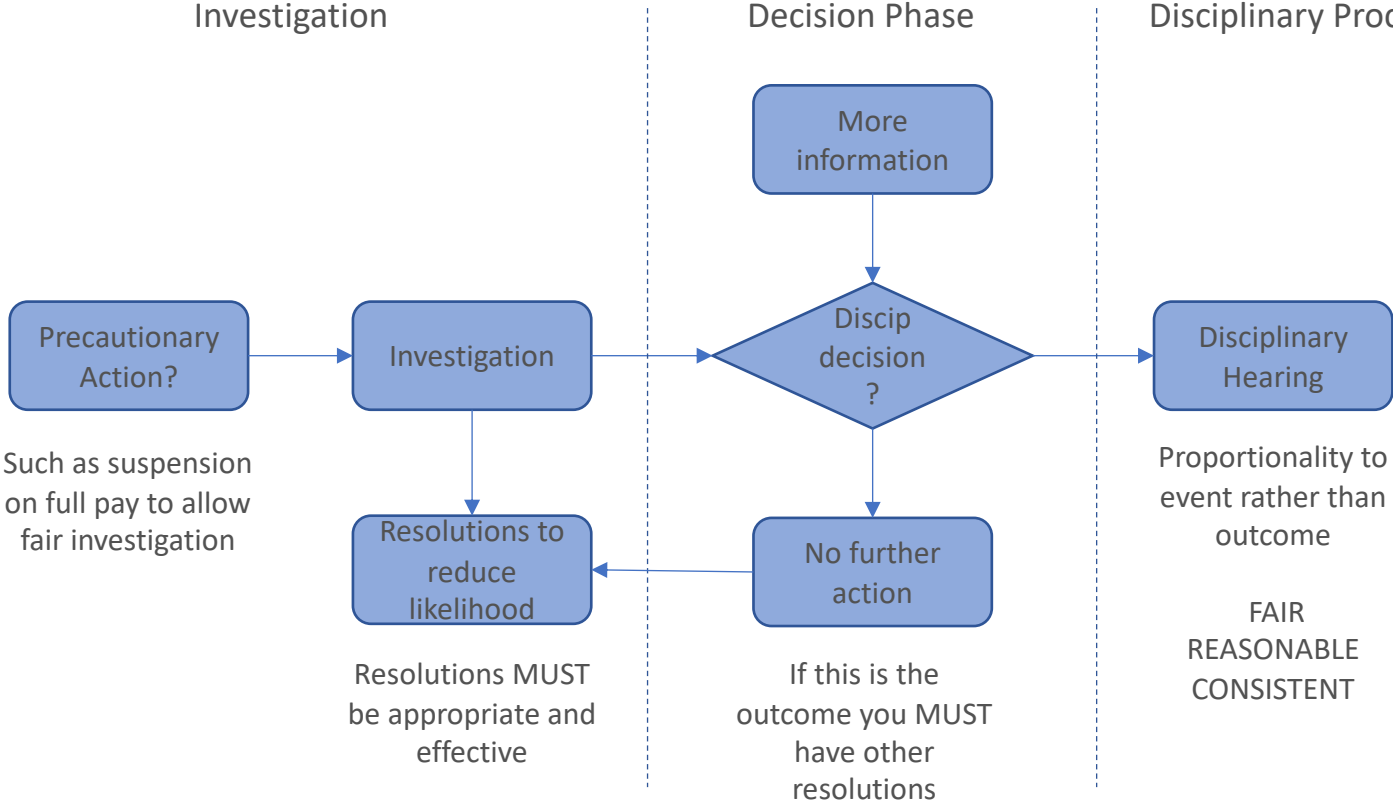 Investigation
Decision Phase
Disciplinary
More
information
Precautionary
Action?
Investigation
Discip
decision
?
Disciplinary
Hearing
Such as suspension
on full pay to allow
fair investigation
Resolutions to
reduce
likelihood
No further
action
Proportionality to
event rather than
outcome
FAIR
REASONABLE
CONSISTENT
Resolutions MUST
be appropriate and
effective
If this is the
outcome you MUST
have other
resolutions